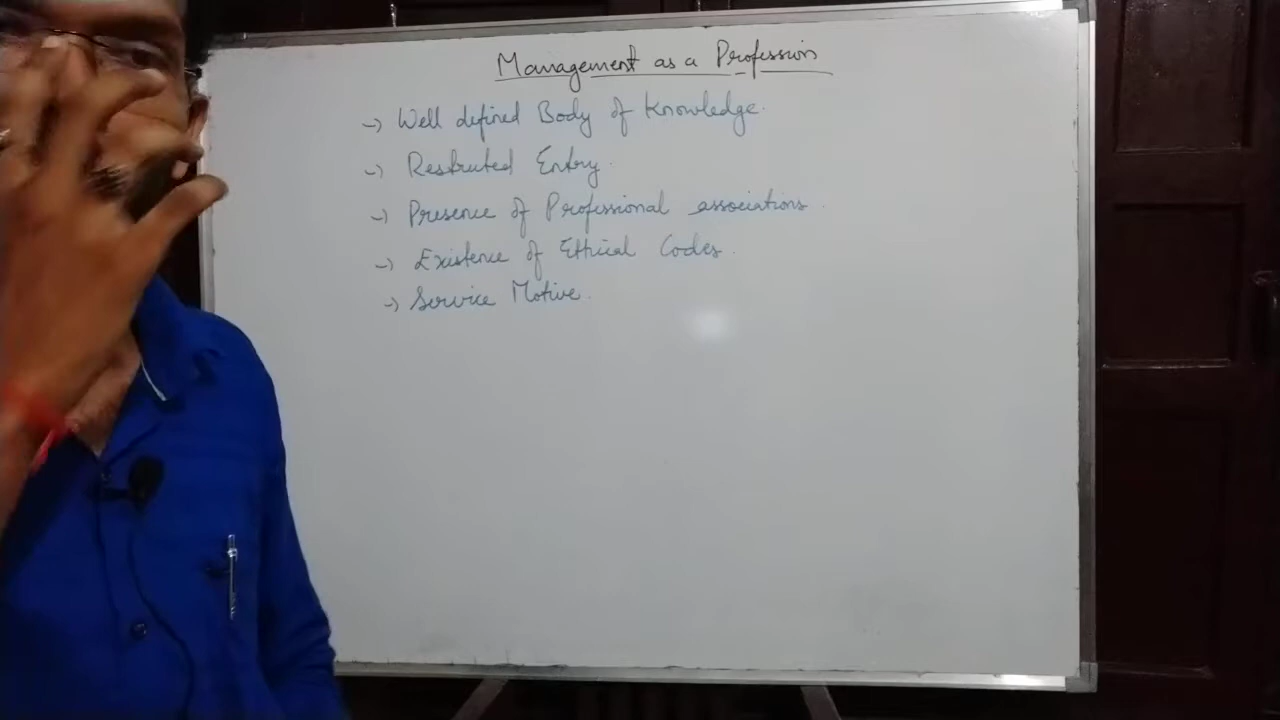 Management as a Profession
-> Well defined Body of Knowledge.
-> Restricted Entry.
-> Presence of Professional associations.
-> Existence of Ethical Codes.
-> Service Motive.